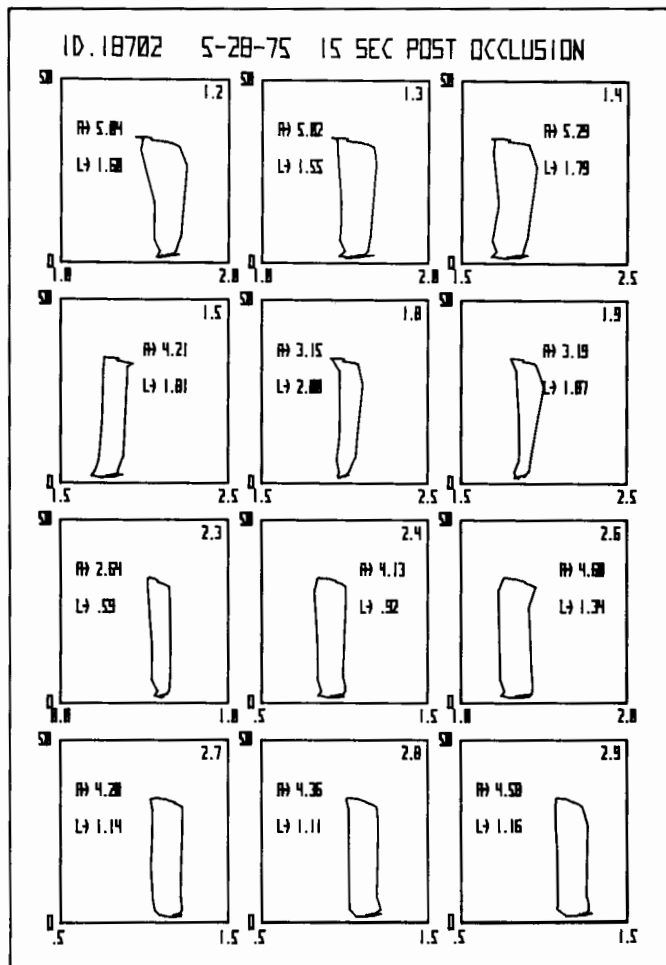 ID.18702 5-28-75 15 SEC POST OCCLUSION
50 1.2
A→ 5.04
L→ 1.60
0
1.0 2.0
1.3
A→ 5.02
L→ 1.55
0
1.0 2.0
50 1.4
A→ 5.29
L→ 1.79
0
1.5 2.5
50 1.5
A→ 4.21
L→ 1.81
0
1.5 2.5
50 1.8
A→ 3.15
L→ 2.00
0
1.5 2.5
50 1.9
A→ 3.19
L→ 1.87
0
1.5 2.5
50 2.3
A→ 2.64
L→ .59
0
0.0 1.0
50 2.4
A→ 4.13
L→ .92
0
.5 1.5
50 2.6
A→ 4.60
L→ 1.34
0
1.0 2.0
50 2.7
A→ 4.20
L→ 1.14
0
.5 1.5
50 2.8
A→ 4.36
L→ 1.11
0
.5 1.5
50 2.9
A→ 4.50
L→ 1.16
0
.5 1.5